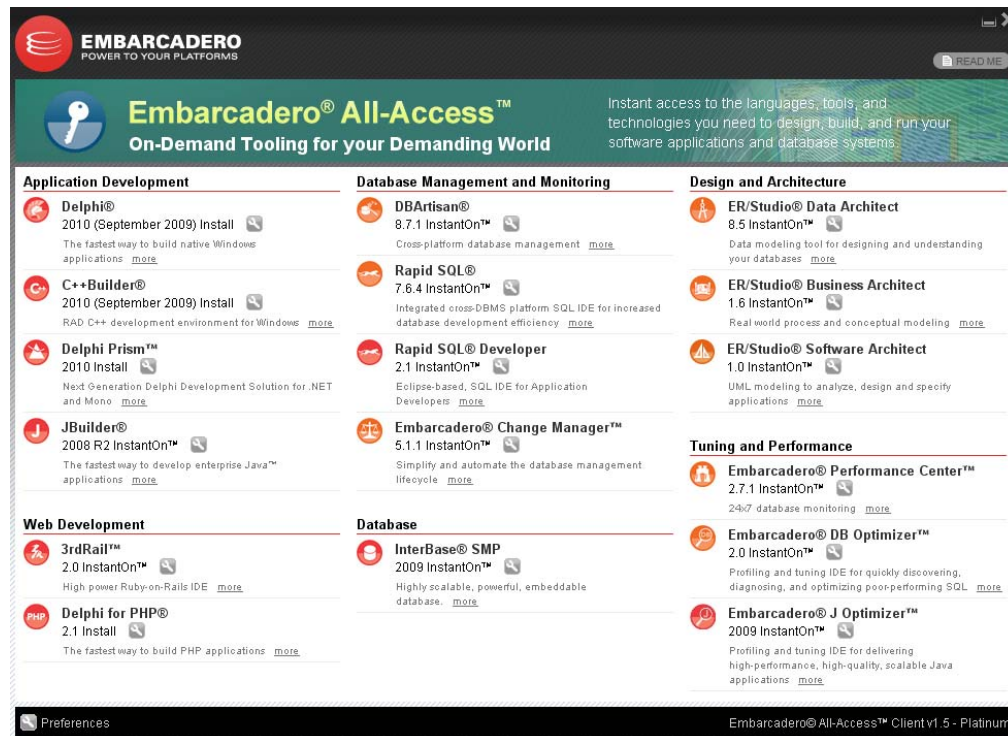 EMBARCADERO
POWER TO YOUR PLATFORMS
READ ME
Embarcadero® All-Access™
On-Demand Tooling for your Demanding World
Instant access to the languages, tools, and
technologies you need to design, build, and run your
software applications and database systems.
Application Development
Delphi®
2010 (September 2009) Install
The fastest way to build native Windows
applications more
C++
C++Builder®
2010 (September 2009) Install
RAD C++ development environment for Windows more
Delphi Prism™
2010 Install
Next Generation Delphi Development Solution for .NET
and Mono more
J
JBuilder®
2008 R2 InstantOn™
The fastest way to develop enterprise Java™
applications more
Web Development
3rdRail™
2.0 InstantOn™
High power Ruby-on-Rails IDE more
PHP
Delphi for PHP®
2.1 Install
The fastest way to build PHP applications more
Database Management and Monitoring
DBArtisan®
8.7.1 InstantOn™
Cross-platform database management more
Rapid SQL®
7.6.4 InstantOn™
Integrated cross-DBMS platform SQL IDE for increased
database development efficiency more
Rapid SQL® Developer
2.1 InstantOn™
Eclipse-based, SQL IDE for Application
Developers more
Embarcadero® Change Manager™
5.1.1 InstantOn™
Simplify and automate the database management
lifecycle more
Database
InterBase® SMP
2009 InstantOn™
Highly scalable, powerful, embeddable
database. more
Design and Architecture
ER/Studio® Data Architect
8.5 InstantOn™
Data modeling tool for designing and understanding
your databases more
ER/Studio® Business Architect
1.6 InstantOn™
Real world process and conceptual modeling more
ER/Studio® Software Architect
1.0 InstantOn™
UML modeling to analyze, design and specify
applications more
Tuning and Performance
Embarcadero® Performance Center™
2.7.1 InstantOn™
24x7 database monitoring more
Embarcadero® DB Optimizer™
2.0 InstantOn™
Profiling and tuning IDE for quickly discovering,
diagnosing, and optimizing poor-performing SQL more
Embarcadero® J Optimizer™
2009 InstantOn™
Profiling and tuning IDE for delivering
high-performance, high-quality, scalable Java
applications more
Preferences
Embarcadero® All-Access™ Client v1.5 - Platinum